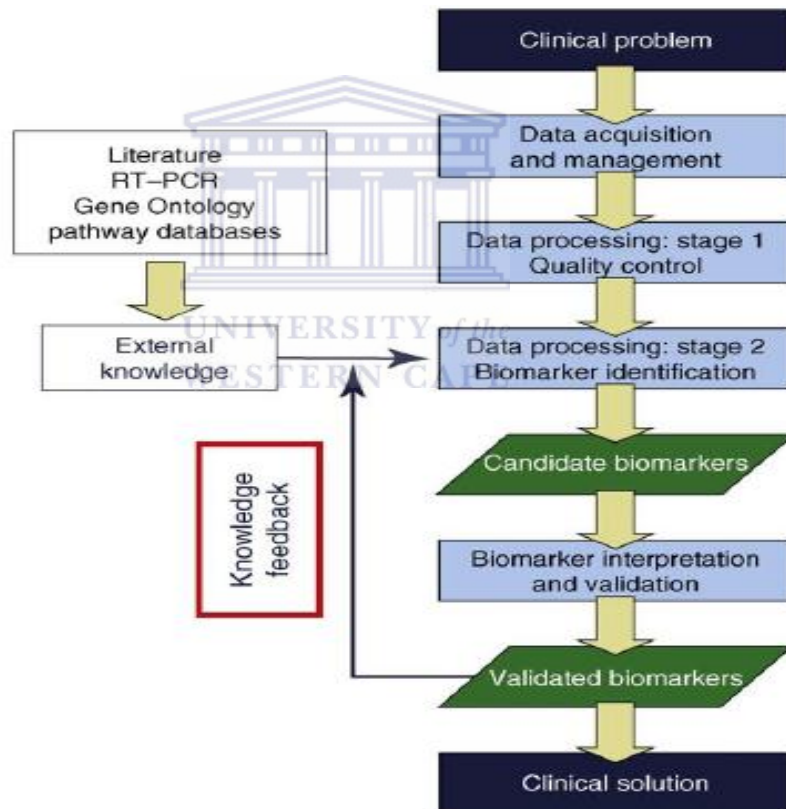 Clinical problem
Data acquisition
and management
Literature
RT–PCR
Gene Ontology
pathway databases
Data processing: stage 1
Quality control
UNIVERSITY of the
WESTERN CAPE
External
knowledge
Data processing: stage 2
Biomarker identification
Candidate biomarkers
Knowledge
feedback
Biomarker interpretation
and validation
Validated biomarkers
Clinical solution